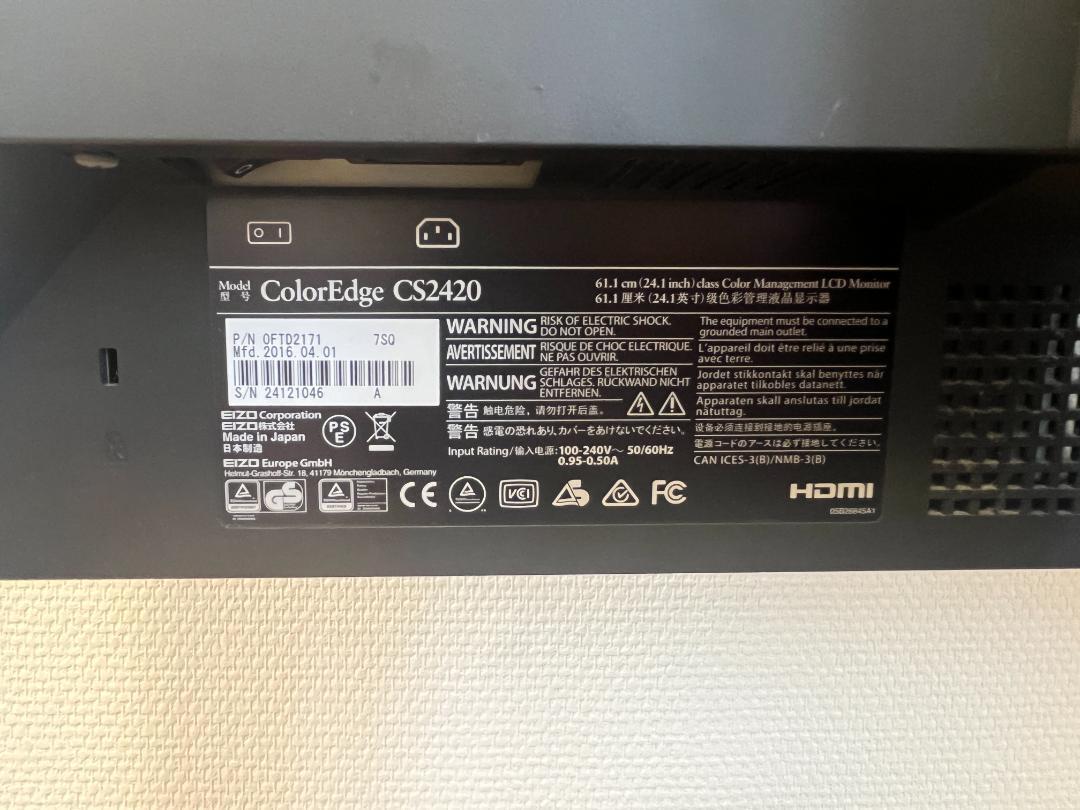 Model
型 号
ColorEdge CS2420
61.1 cm (24.1 inch) class Color Management LCD Monitor
61.1 厘米 (24.1英寸) 级色彩管理液晶显示器
P/N 0FTD2171 7SQ
Mfd. 2016.04.01
S/N 24121046 A
EIZO Corporation
EIZO株式会社
Made in Japan
日本制造
EIZO Europe GmbH
Helmut-Grashoff-Str. 18, 41179 Mönchengladbach, Germany
PS
E
WARNING RISK OF ELECTRIC SHOCK.
DO NOT OPEN.
AVERTISSEMENT RISQUE DE CHOC ELECTRIQUE
NE PAS OUVRIR.
WARNUNG GEFAHR DES ELEKTRISCHEN
SCHLAGES. RÜCKWAND NICHT
ENTFERNEN.
警告 触电危险，请勿打开后盖。
警告 感電の恐れあり、カバーをあけないでください。
Input Rating/输入电源:100-240V～ 50/60Hz
0.95-0.50A
The equipment must be connected to a
grounded main outlet.
L'appareil doit être relié à une prise
avec terre.
Jordet stikkontakt skal benyttes når
apparatet tilkobles datanett.
Apparaten skall anslutas till jordat
nätuttag.
设备必须连接到接地的电源插座。
電源コードのアースは必ず接地してください。
CAN ICES-3(B)/NMB-3(B)
GS
CE
VCI
FC
HDMI